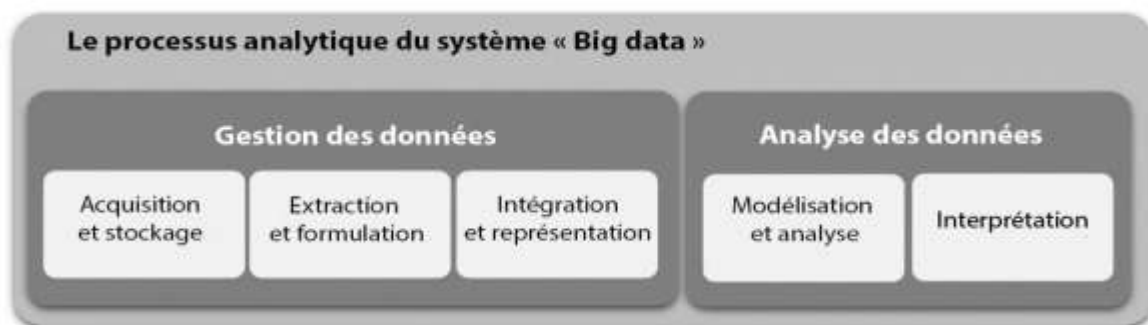 Le processus analytique du système « Big data »
Gestion des données
Acquisition
et stockage
Extraction
et formulation
Intégration
et représentation
Analyse des données
Modélisation
et analyse
Interprétation